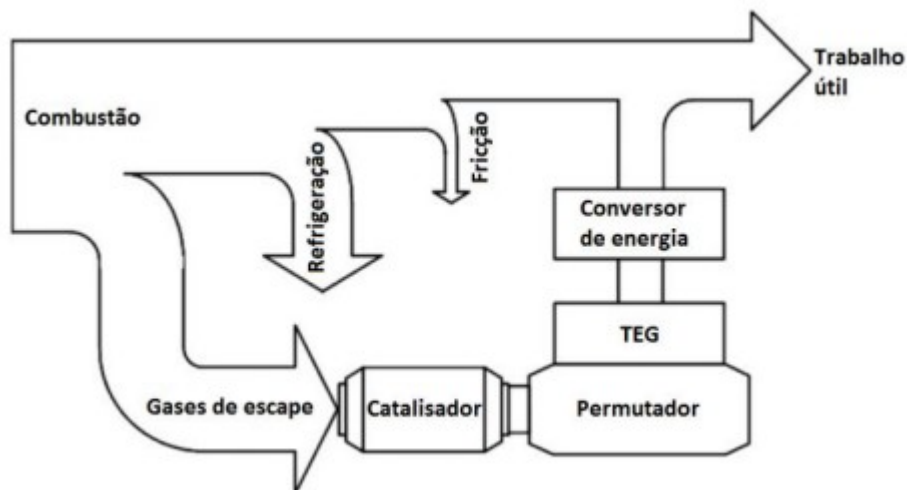 Trabalho
útil
Combustão
Refrigeração
Fricção
Conversor
de energia
TEG
Gases de escape
Catalisador
Permutador